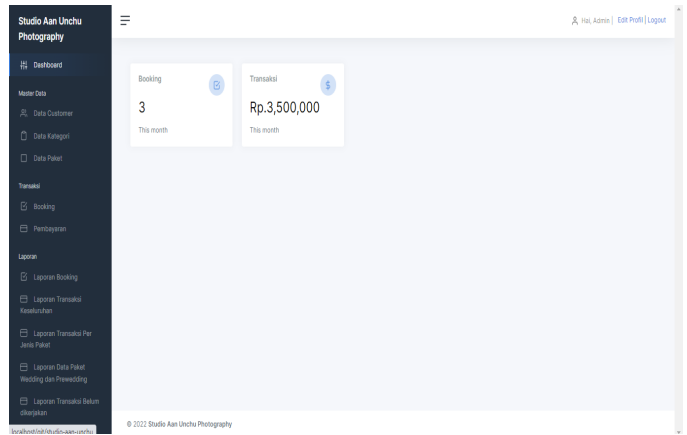 Studio Aan Unchu
Photography
Hai, Admin | Edit Profil | Logout
Dashboard
Master Data
Data Customer
Data Kategori
Data Paket
Transaksi
Booking
Pembayaran
Laporan
Laporan Booking
Laporan Transaksi
Keseluruhan
Laporan Transaksi Per
Jenis Paket
Laporan Data Paket
Wedding dan Prewedding
Laporan Transaksi Belum
dikerjakan
localhost/git/studio-aan-unchu
Booking
3
This month
Transaksi
$
Rp.3,500,000
This month
© 2022 Studio Aan Unchu Photography